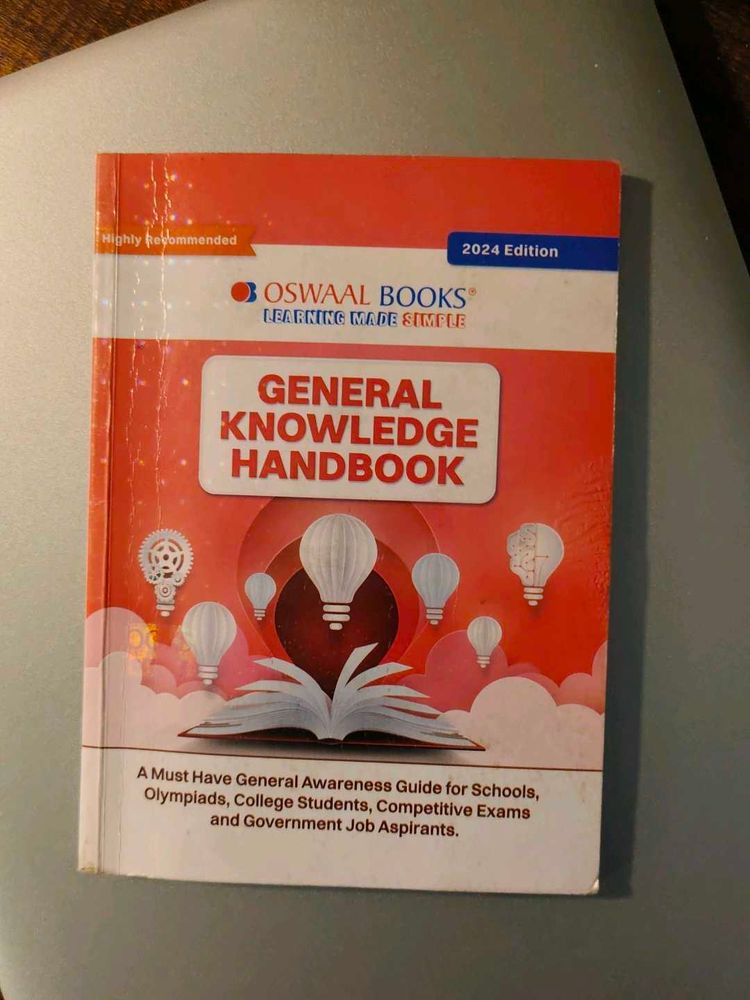 Highly Recommended
2024 Edition
OSWAAL BOOKS®
LEARNING MADE SIMPLE
GENERAL
KNOWLEDGE
HANDBOOK
A Must Have General Awareness Guide for Schools,
Olympiads, College Students, Competitive Exams
and Government Job Aspirants.